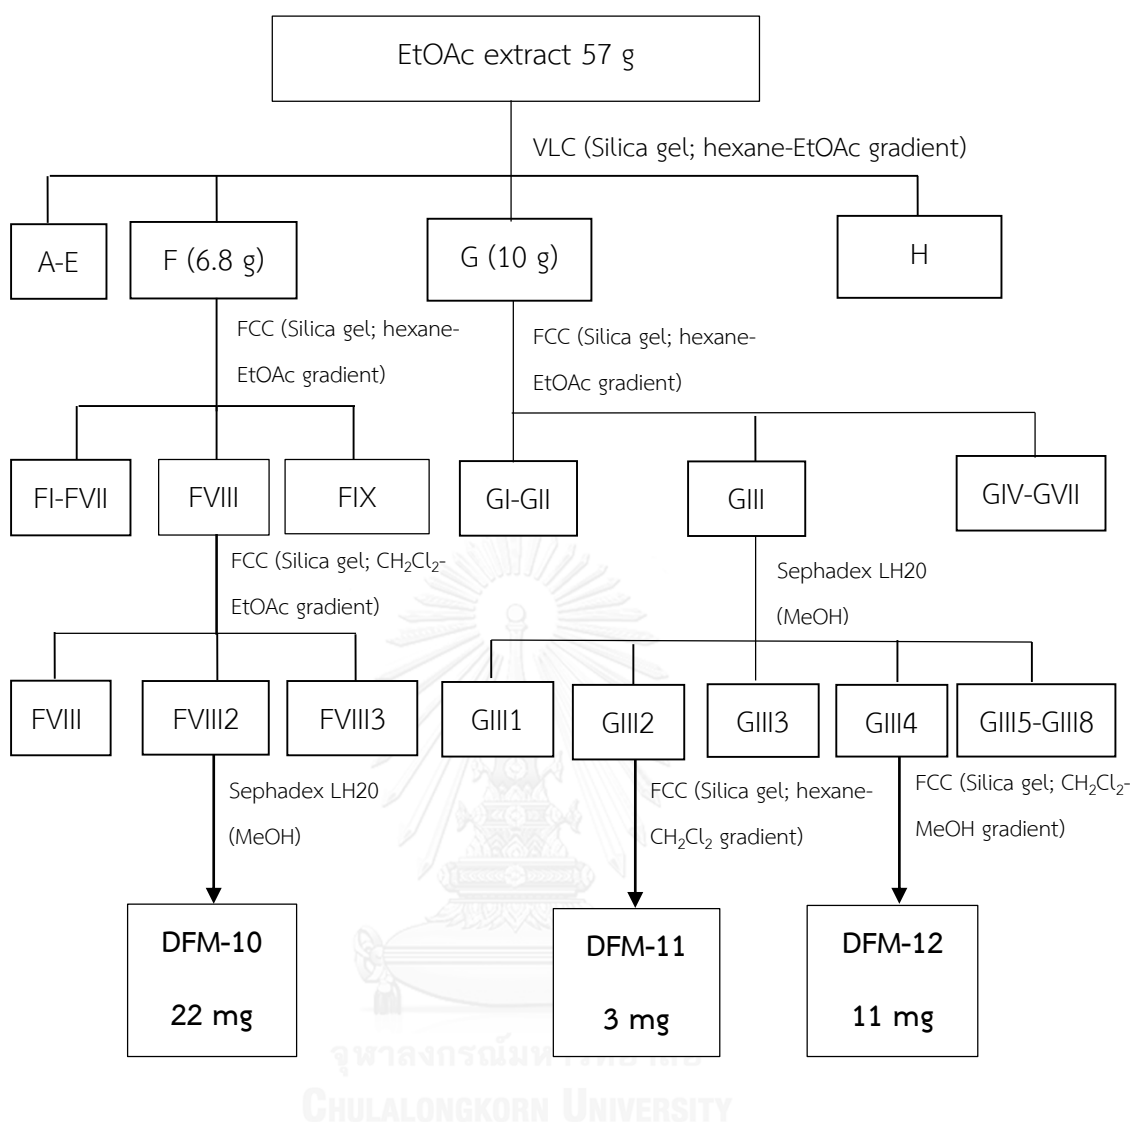 EtOAc extract 57 g
VLC (Silica gel; hexane-EtOAc gradient)
A-E
F (6.8 g)
G (10 g)
H
FCC (Silica gel; hexane-
EtOAc gradient)
FCC (Silica gel; hexane-
EtOAc gradient)
FI-FVII
FVIII
FIX
GI-GII
GIII
GIV-GVII
FCC (Silica gel; CH₂Cl₂-
EtOAc gradient)
Sephadex LH20
(MeOH)
FVIII
FVIII2
FVIII3
GIII1
GIII2
GIII3
GIII4
GIII5-GIII8
Sephadex LH20
(MeOH)
FCC (Silica gel; hexane-
CH₂Cl₂ gradient)
FCC (Silica gel; CH₂Cl₂-
MeOH gradient)
DFM-10
22 mg
DFM-11
3 mg
DFM-12
11 mg
CHULALONGKORN UNIVERSITY